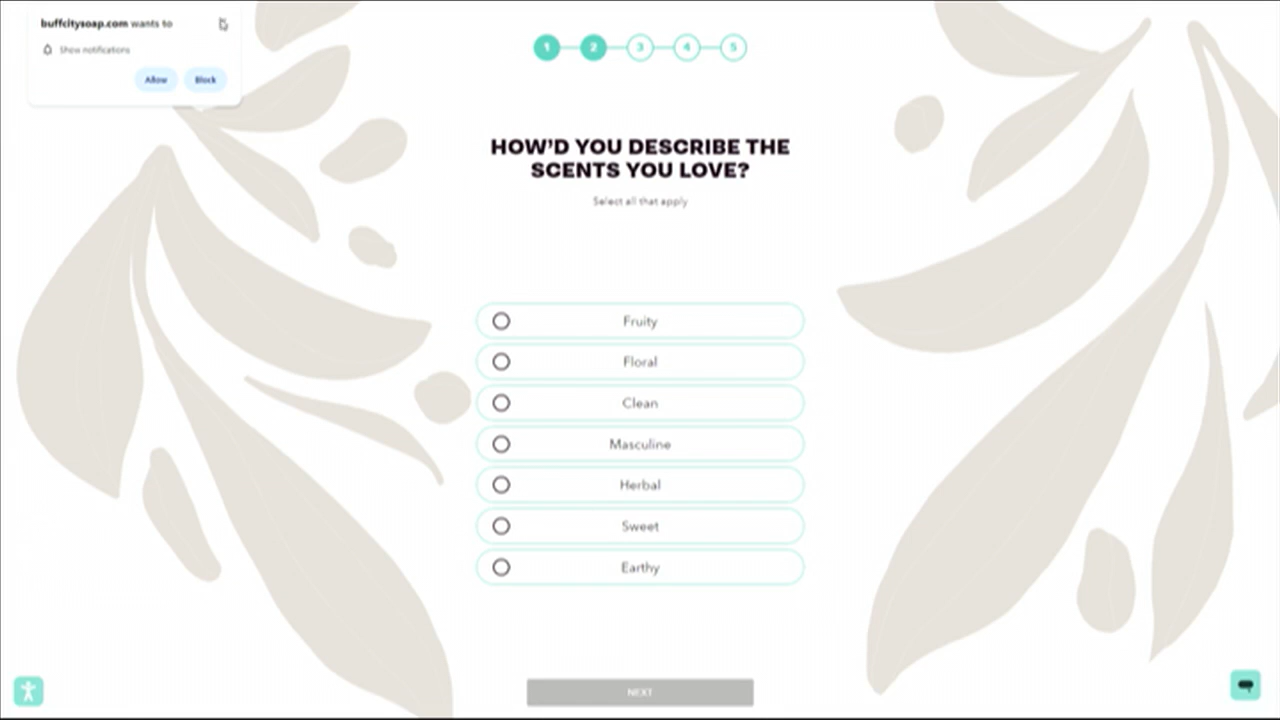 buffcitysoap.com wants to
Show notifications
Allow Block
1 2 3 4 5
HOW'D YOU DESCRIBE THE
SCENTS YOU LOVE?
Select all that apply
Fruity
Floral
Clean
Masculine
Herbal
Sweet
Earthy
NEXT